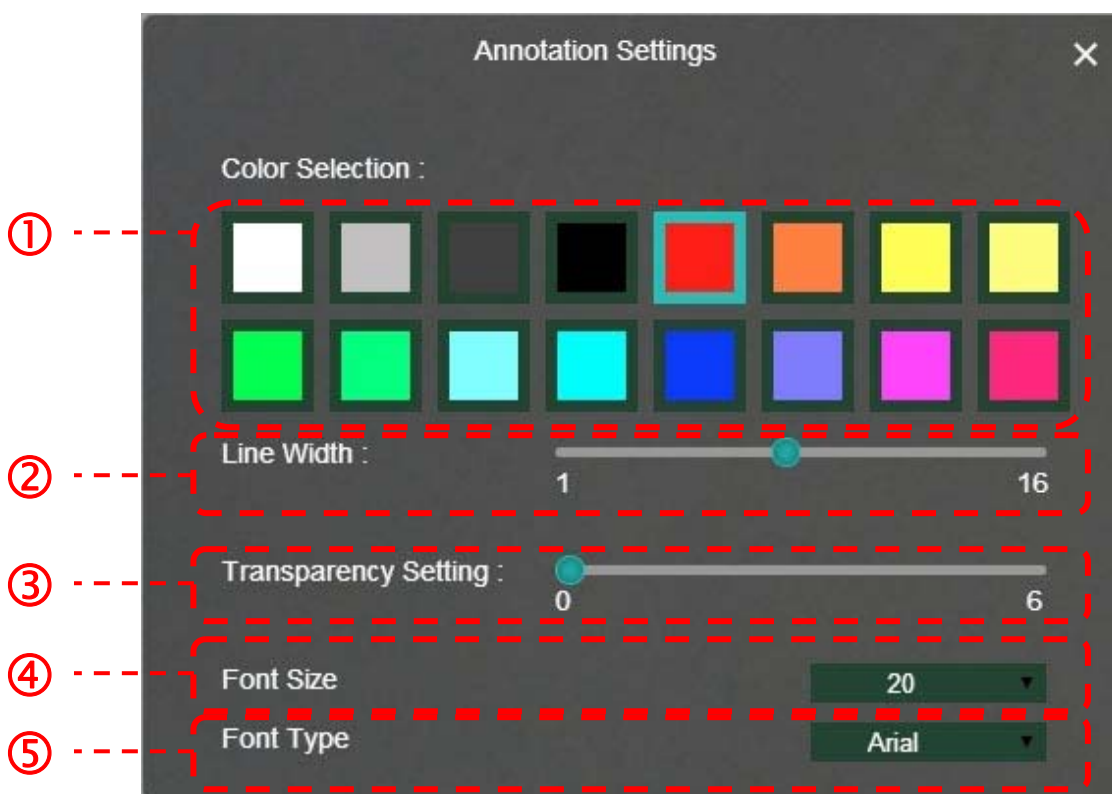 Annotation Settings ×
Color Selection :
①
② Line Width :
1 16
③ Transparency Setting :
0 6
④ Font Size 20
⑤ Font Type Arial